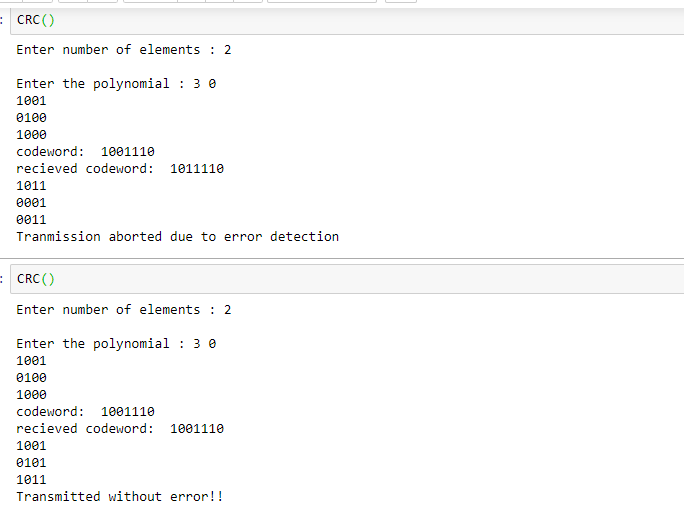 : CRC()
Enter number of elements : 2
Enter the polynomial : 3 0
1001
0100
1000
codeword:  1001110
recieved codeword:  1011110
1011
0001
0011
Tranmission aborted due to error detection
: CRC()
Enter number of elements : 2
Enter the polynomial : 3 0
1001
0100
1000
codeword:  1001110
recieved codeword:  1001110
1001
0101
1011
Transmitted without error!!